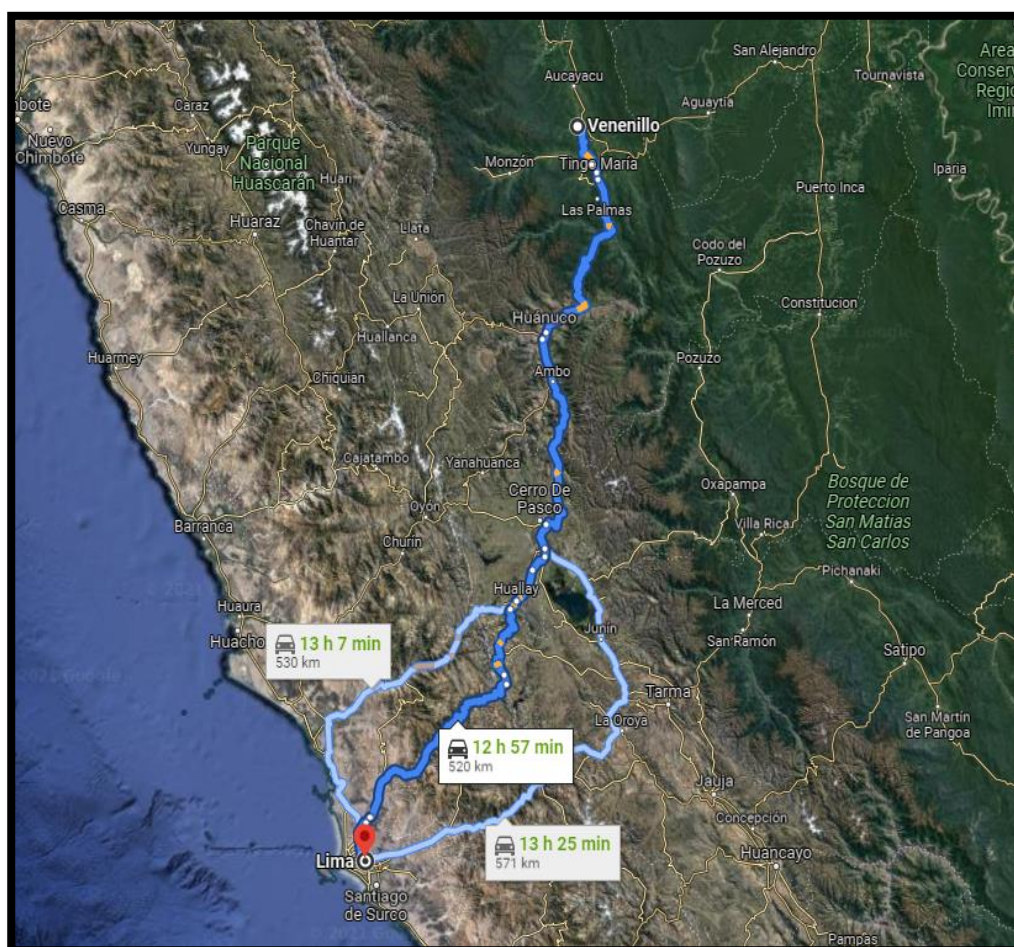 San Alejandro
Area
Conserv
Regio
Imir
Aucayacu
Tournavista
Aguaytía
mbote
Nuevo
Chimbote
Caraz
Yungay
Parque
Nacional
Huascarán
Huari
Venenillo
Monzón
Tingo María
Iparia
Puerto Inca
Las Palmas
Casma
Huaraz
Chavín de
Huantar
Llata
Codo del
Pozuzo
La Unión
Constitucion
Huánuco
Huallanca
Huarmey
Pozuzo
Ambo
Chiquián
Cajatambo
Yanahuanca
Oxapampa
Bosque de
Proteccion
San Matias
San Carlos
Cerro De
Pasco
Oyón
Barranca
Villa Rica
Churín
Pichanaki
Huallay
Huaura
Huacho
La Merced
Junín
San Ramón
Satipo
13 h 7 min
530 km
Tarma
La Oroya
San Martín
de Pangoa
12 h 57 min
520 km
Jauja
Concepción
13 h 25 min
571 km
Huancayo
Lima
Santiago
de Surco
Pampas